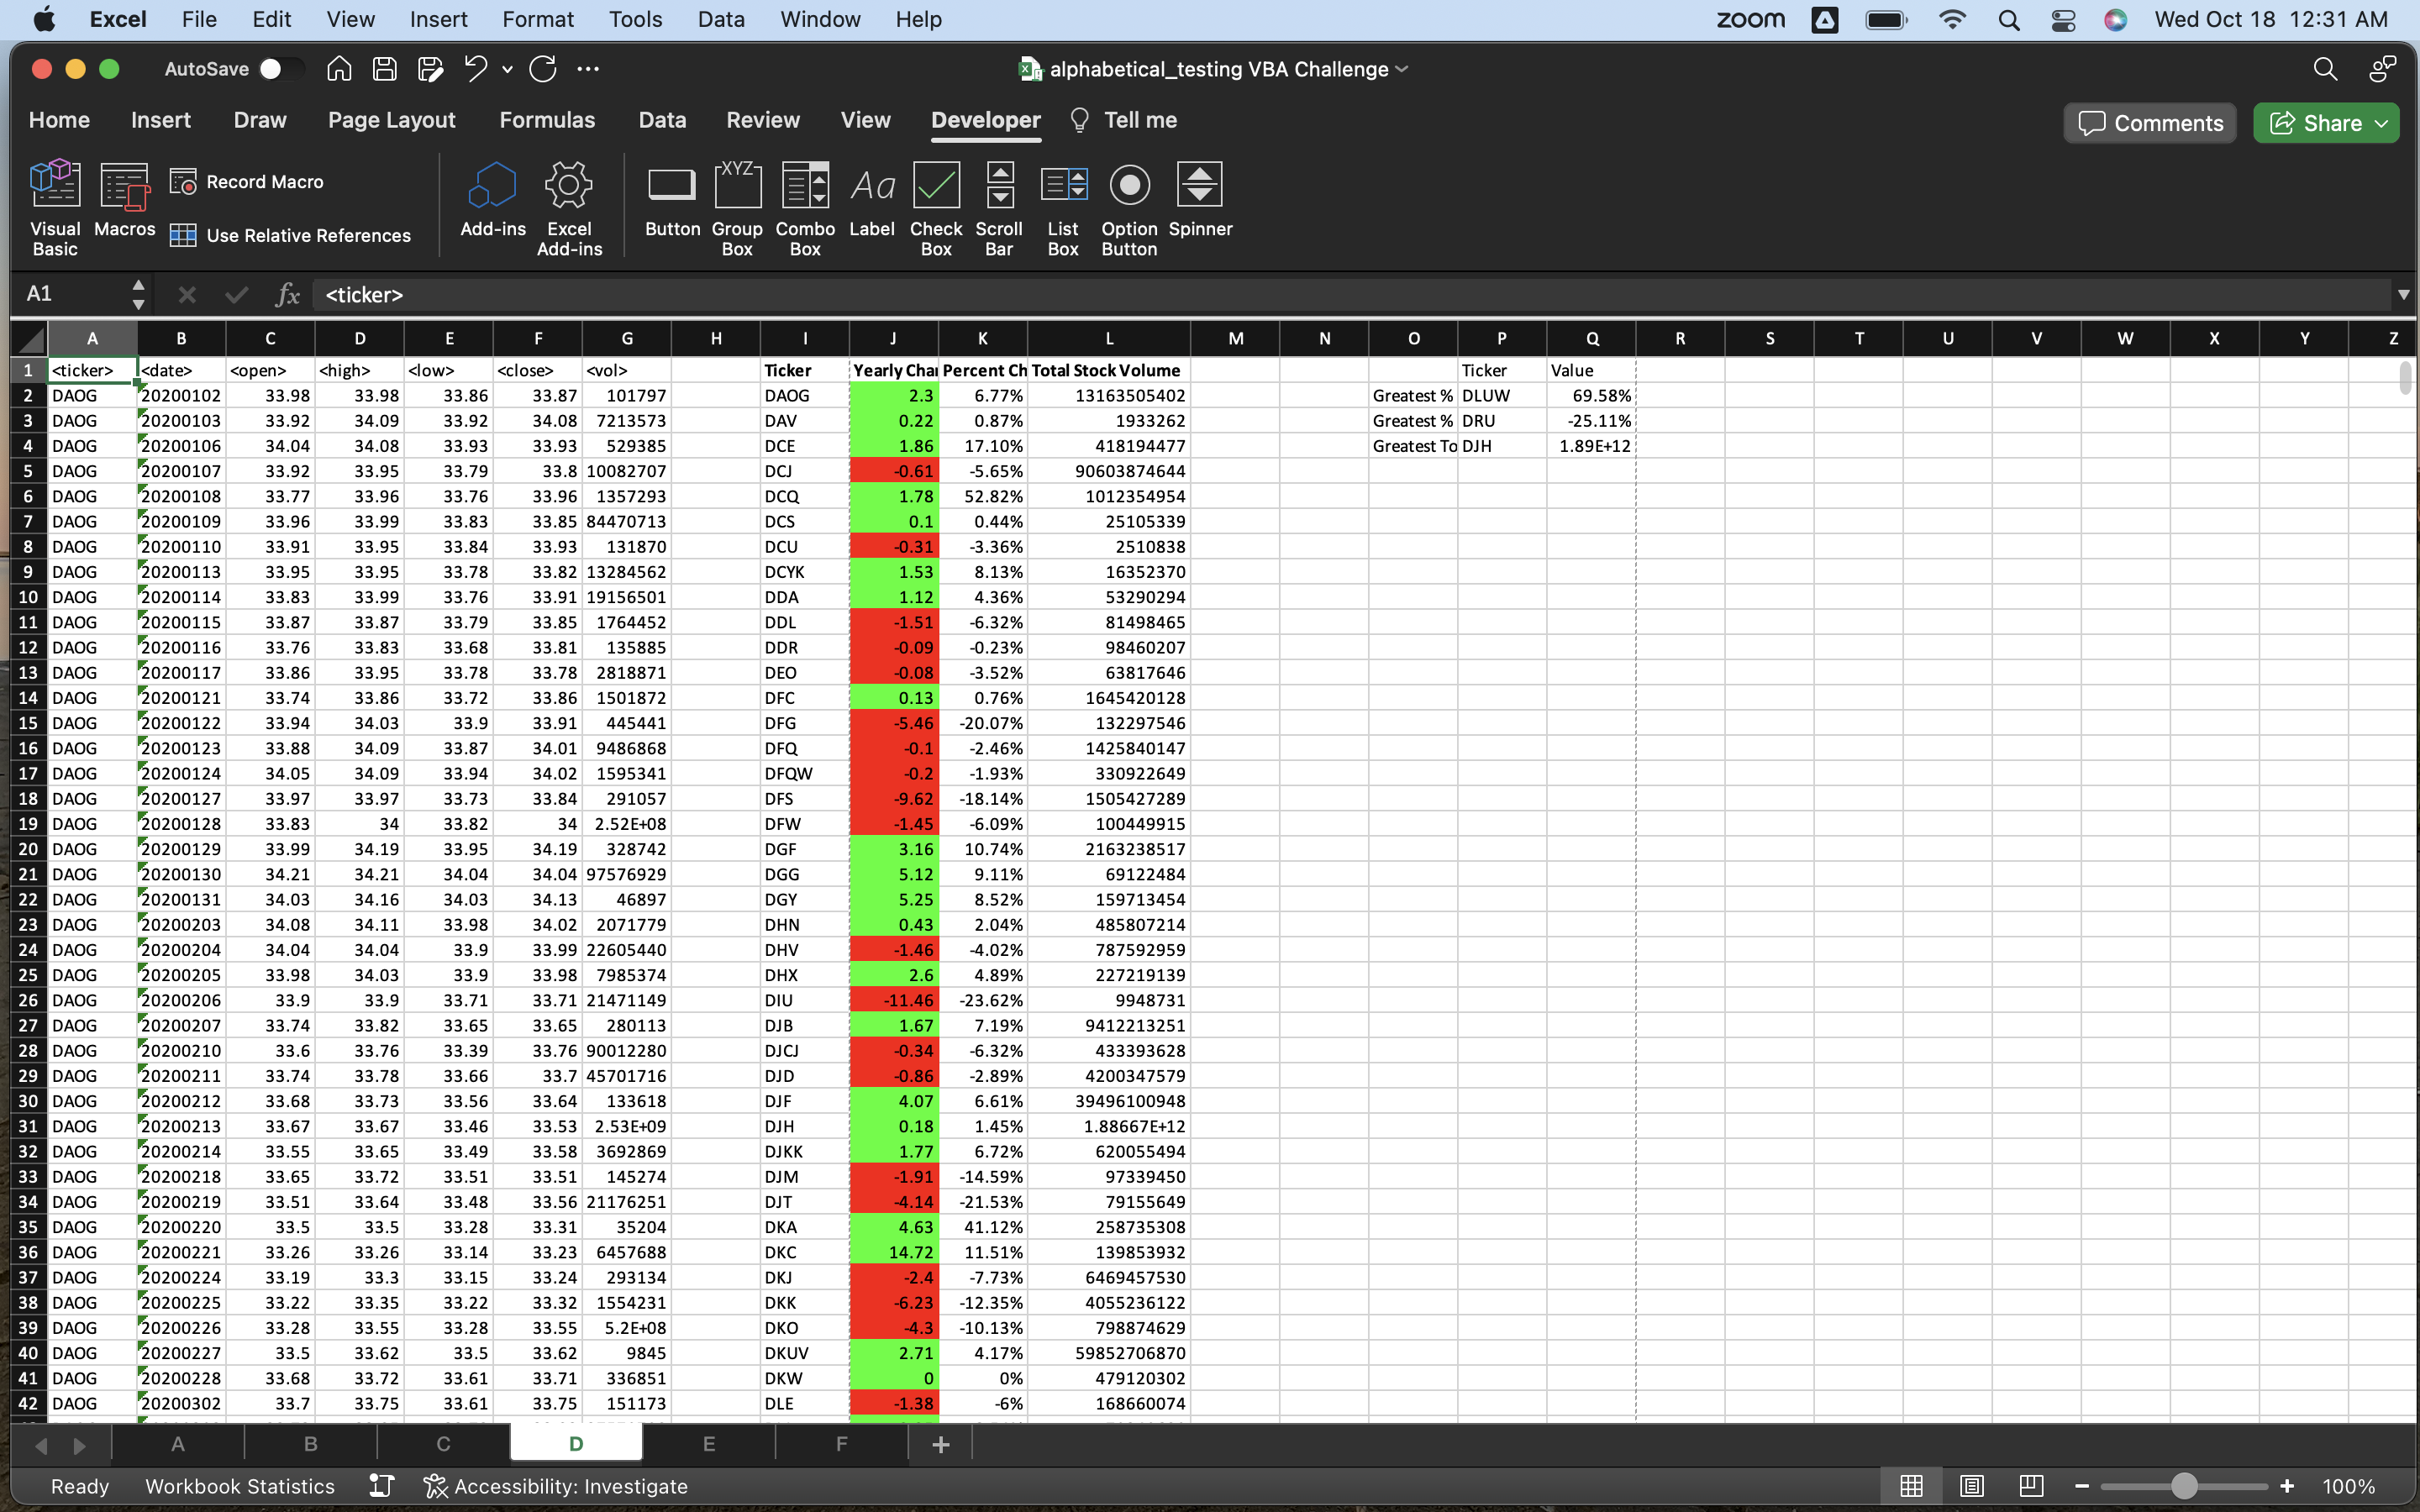 Excel File Edit View Insert Format Tools Data Window Help zoom Wed Oct 18 12:31 AM
AutoSave alphabetical_testing VBA Challenge
Home Insert Draw Page Layout Formulas Data Review View Developer Tell me Comments Share
Visual Basic Macros Record Macro Use Relative References Add-ins Excel Add-ins Button XYZ Group Box Combo Box Aa Label Check Box Scroll Bar List Box Option Button Spinner
A1 fx <ticker>
A B C D E F G H I J K L M N O P Q R S T U V W X Y Z
1 <ticker> <date> <open> <high> <low> <close> <vol> Ticker Yearly Char Percent Ch Total Stock Volume Ticker Value
2 DAOG 20200102 33.98 33.98 33.86 33.87 101797 DAOG 2.3 6.77% 13163505402 Greatest % DLUW 69.58%
3 DAOG 20200103 33.92 34.09 33.92 34.08 7213573 DAV 0.22 0.87% 1933262 Greatest % DRU -25.11%
4 DAOG 20200106 34.04 34.08 33.93 33.93 529385 DCE 1.86 17.10% 418194477 Greatest To DJH 1.89E+12
5 DAOG 20200107 33.92 33.95 33.79 33.8 10082707 DCJ -0.61 -5.65% 90603874644
6 DAOG 20200108 33.77 33.96 33.76 33.96 1357293 DCQ 1.78 52.82% 1012354954
7 DAOG 20200109 33.96 33.99 33.83 33.85 84470713 DCS 0.1 0.44% 25105339
8 DAOG 20200110 33.91 33.95 33.84 33.93 131870 DCU -0.31 -3.36% 2510838
9 DAOG 20200113 33.95 33.95 33.78 33.82 13284562 DCYK 1.53 8.13% 16352370
10 DAOG 20200114 33.83 33.99 33.76 33.91 19156501 DDA 1.12 4.36% 53290294
11 DAOG 20200115 33.87 33.87 33.79 33.85 1764452 DDL -1.51 -6.32% 81498465
12 DAOG 20200116 33.76 33.83 33.68 33.81 135885 DDR -0.09 -0.23% 98460207
13 DAOG 20200117 33.86 33.95 33.78 33.78 2818871 DEO -0.08 -3.52% 63817646
14 DAOG 20200121 33.74 33.86 33.72 33.86 1501872 DFC 0.13 0.76% 1645420128
15 DAOG 20200122 33.94 34.03 33.9 33.91 445441 DFG -5.46 -20.07% 132297546
16 DAOG 20200123 33.88 34.09 33.87 34.01 9486868 DFQ -0.1 -2.46% 1425840147
17 DAOG 20200124 34.05 34.09 33.94 34.02 1595341 DFQW -0.2 -1.93% 330922649
18 DAOG 20200127 33.97 33.97 33.73 33.84 291057 DFS -9.62 -18.14% 1505427289
19 DAOG 20200128 33.83 34 33.82 34 2.52E+08 DFW -1.45 -6.09% 100449915
20 DAOG 20200129 33.99 34.19 33.95 34.19 328742 DGF 3.16 10.74% 2163238517
21 DAOG 20200130 34.21 34.21 34.04 34.04 97576929 DGG 5.12 9.11% 69122484
22 DAOG 20200131 34.03 34.16 34.03 34.13 46897 DGY 5.25 8.52% 159713454
23 DAOG 20200203 34.08 34.11 33.98 34.02 2071779 DHN 0.43 2.04% 485807214
24 DAOG 20200204 34.04 34.04 33.9 33.99 22605440 DHV -1.46 -4.02% 787592959
25 DAOG 20200205 33.98 34.03 33.9 33.98 7985374 DHX 2.6 4.89% 227219139
26 DAOG 20200206 33.9 33.9 33.71 33.71 21471149 DIU -11.46 -23.62% 9948731
27 DAOG 20200207 33.74 33.82 33.65 33.65 280113 DJB 1.67 7.19% 9412213251
28 DAOG 20200210 33.6 33.76 33.39 33.76 90012280 DJCJ -0.34 -6.32% 433393628
29 DAOG 20200211 33.74 33.78 33.66 33.7 45701716 DJD -0.86 -2.89% 4200347579
30 DAOG 20200212 33.68 33.73 33.56 33.64 133618 DJF 4.07 6.61% 39496100948
31 DAOG 20200213 33.67 33.67 33.46 33.53 2.53E+09 DJH 0.18 1.45% 1.88667E+12
32 DAOG 20200214 33.55 33.65 33.49 33.58 3692869 DJKK 1.77 6.72% 620055494
33 DAOG 20200218 33.65 33.72 33.51 33.51 145274 DJM -1.91 -14.59% 97339450
34 DAOG 20200219 33.51 33.64 33.48 33.56 21176251 DJT -4.14 -21.53% 79155649
35 DAOG 20200220 33.5 33.5 33.28 33.31 35204 DKA 4.63 41.12% 258735308
36 DAOG 20200221 33.26 33.26 33.14 33.23 6457688 DKC 14.72 11.51% 139853932
37 DAOG 20200224 33.19 33.3 33.15 33.24 293134 DKJ -2.4 -7.73% 6469457530
38 DAOG 20200225 33.22 33.35 33.22 33.32 1554231 DKK -6.23 -12.35% 4055236122
39 DAOG 20200226 33.28 33.55 33.28 33.55 5.2E+08 DKO -4.3 -10.13% 798874629
40 DAOG 20200227 33.5 33.62 33.5 33.62 9845 DKUV 2.71 4.17% 59852706870
41 DAOG 20200228 33.68 33.72 33.61 33.71 336851 DKW 0 0% 479120302
42 DAOG 20200302 33.7 33.75 33.61 33.75 151173 DLE -1.38 -6% 168660074
A B C D E F +
Ready Workbook Statistics Accessibility: Investigate 100%